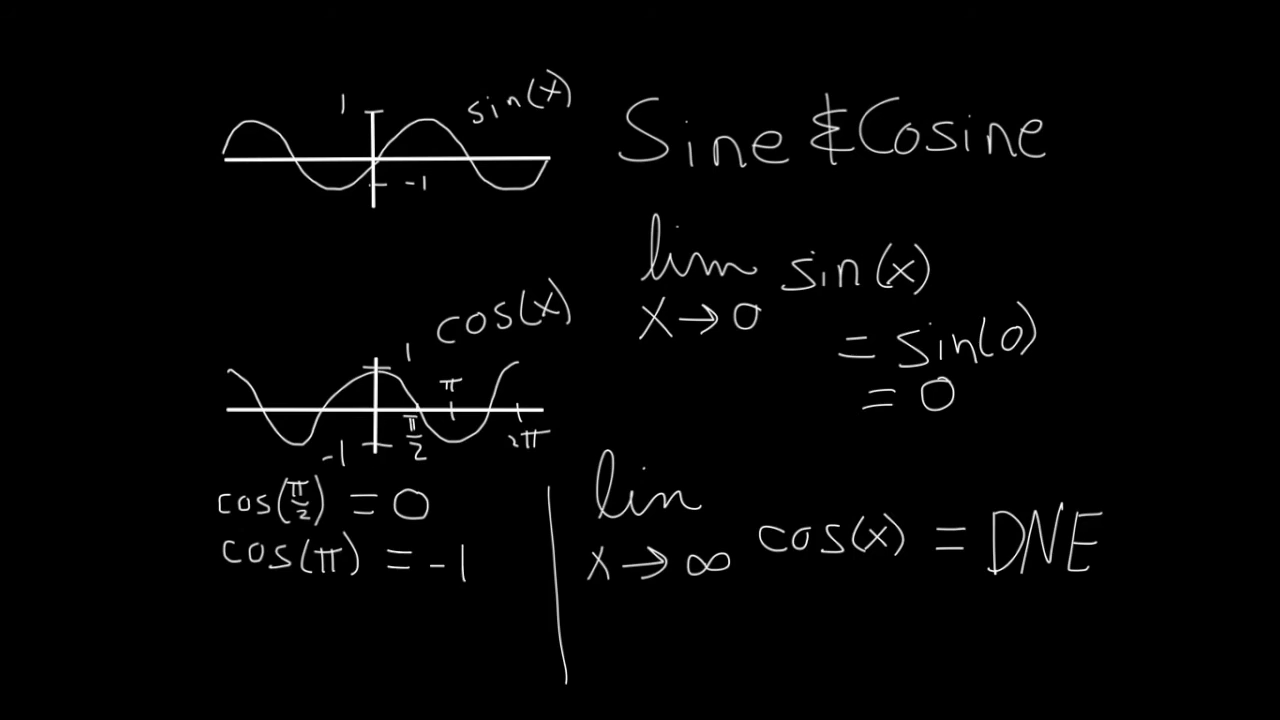 1
sin(x)
-1
Sine & Cosine
lim sin(x)
x→0
= sin(0)
= 0
cos(x)
1
π
π/2
2π
-1
cos(π/2) = 0
cos(π) = -1
lin cos(x) = DNE
x→∞